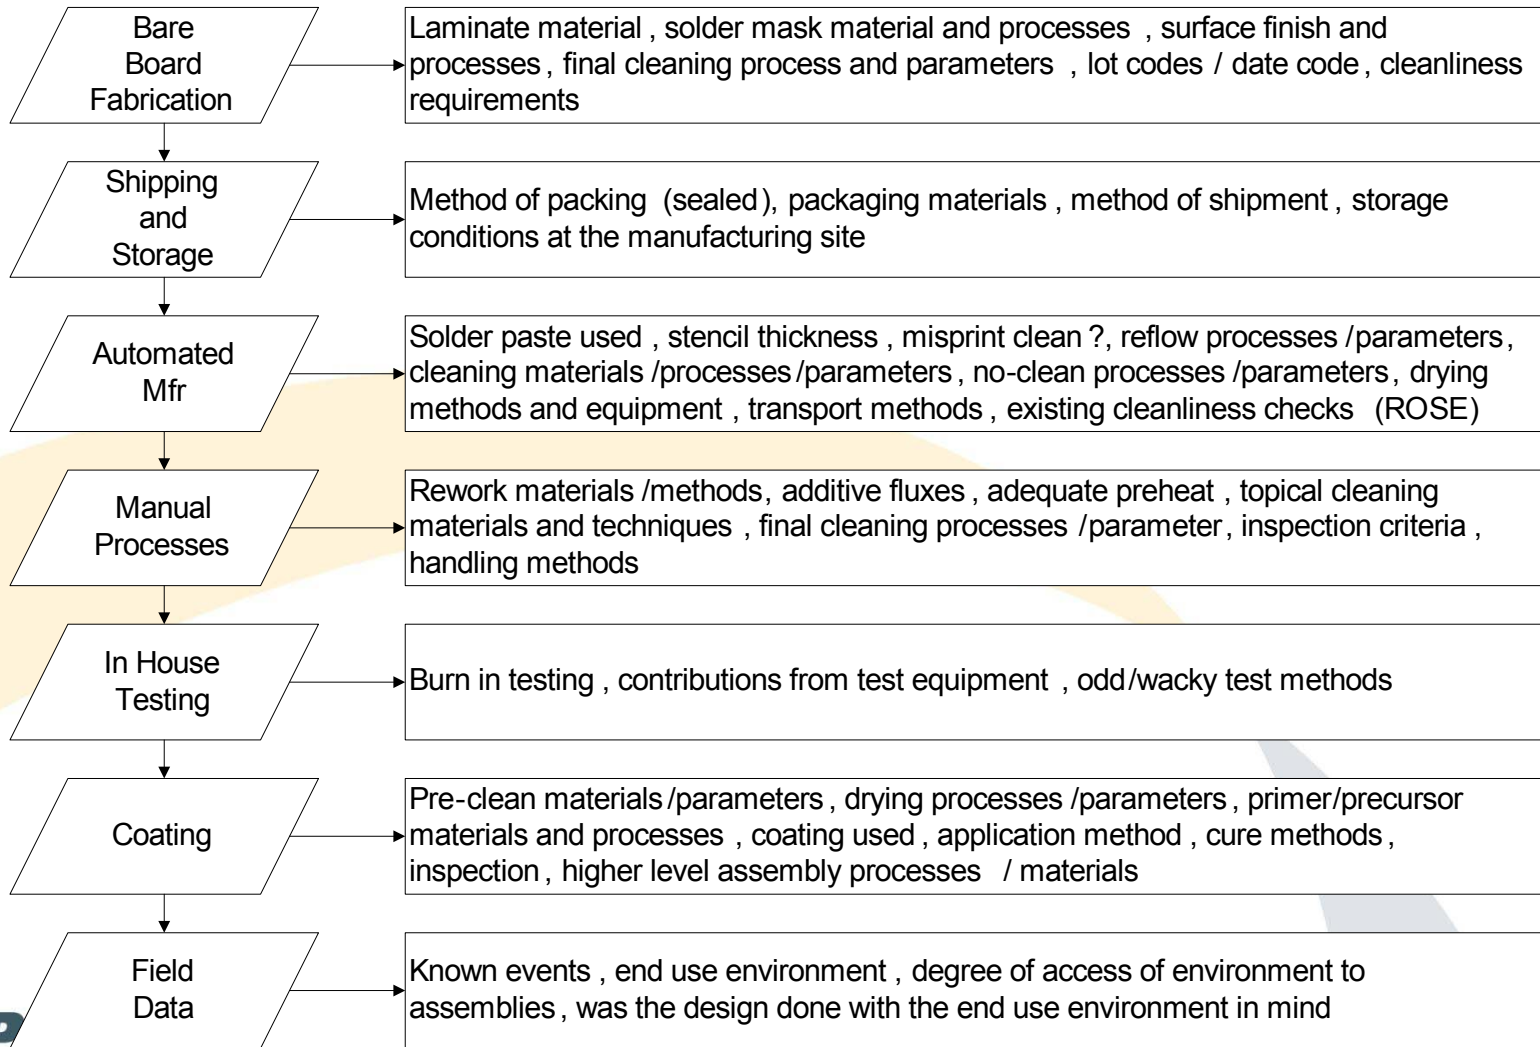 Bare
Board
Fabrication
Laminate material, solder mask material and processes, surface finish and
processes, final cleaning process and parameters, lot codes / date code, cleanliness
requirements
Shipping
and
Storage
Method of packing (sealed), packaging materials, method of shipment, storage
conditions at the manufacturing site
Automated
Mfr
Solder paste used, stencil thickness, misprint clean?, reflow processes/parameters,
cleaning materials/processes/parameters, no-clean processes/parameters, drying
methods and equipment, transport methods, existing cleanliness checks (ROSE)
Manual
Processes
Rework materials/methods, additive fluxes, adequate preheat, topical cleaning
materials and techniques, final cleaning processes/parameter, inspection criteria,
handling methods
In House
Testing
Burn in testing, contributions from test equipment, odd/wacky test methods
Coating
Pre-clean materials/parameters, drying processes/parameters, primer/precursor
materials and processes, coating used, application method, cure methods,
inspection, higher level assembly processes / materials
Field
Data
Known events, end use environment, degree of access of environment to
assemblies, was the design done with the end use environment in mind